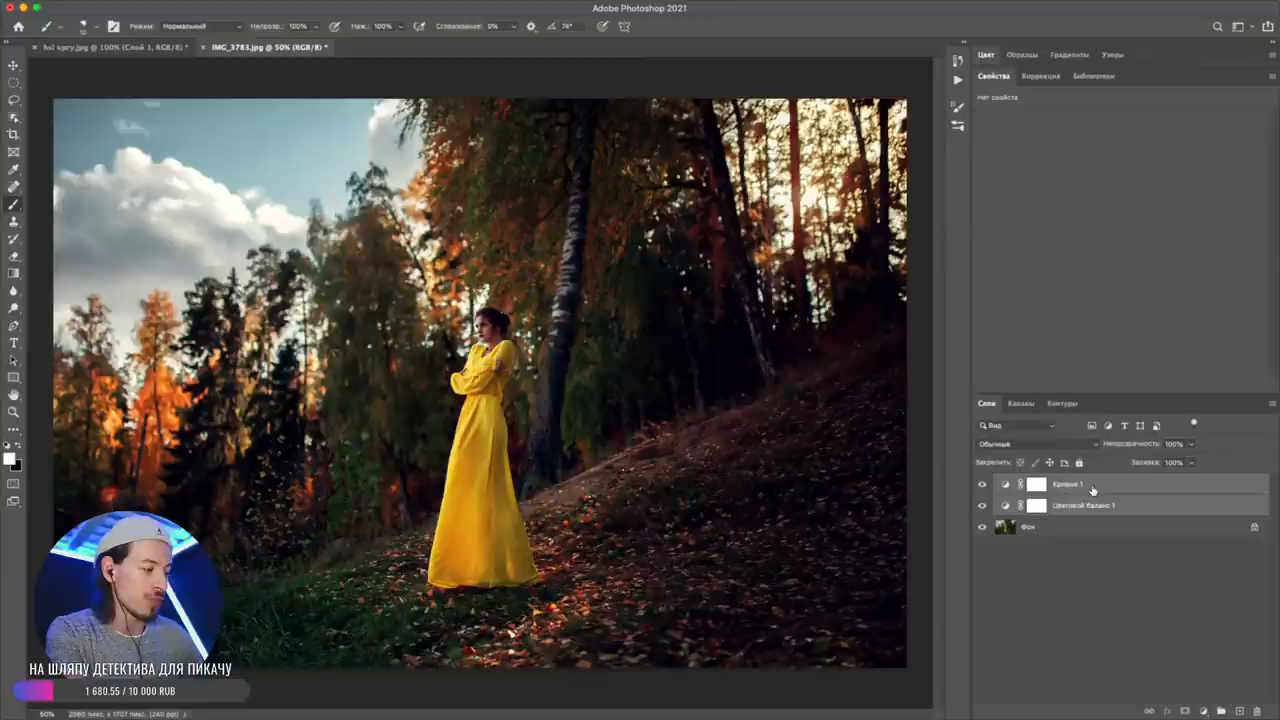 Adobe Photoshop 2021
Режим: Нормальный Непрозр.: 100% Наж.: 100% Сглаживание: 0% 74°
hsl кругу.jpg @ 100% (Слой 1, RGB/8) * IMG_3783.jpg @ 50% (RGB/8) *
Цвет Образцы Градиенты Узоры
Свойства Коррекция Библиотеки
Нет свойств
Слои Каналы Контуры
Вид
Обычные Непрозрачность: 100%
Закрепить: Заливка: 100%
Кривые 1
Цветовой баланс 1
Фон
НА ШЛЯПУ ДЕТЕКТИВА ДЛЯ ПИКАЧУ
1 680.55 / 10 000 RUB
50% 2560 пикс. x 1707 пикс. (240 ppi)